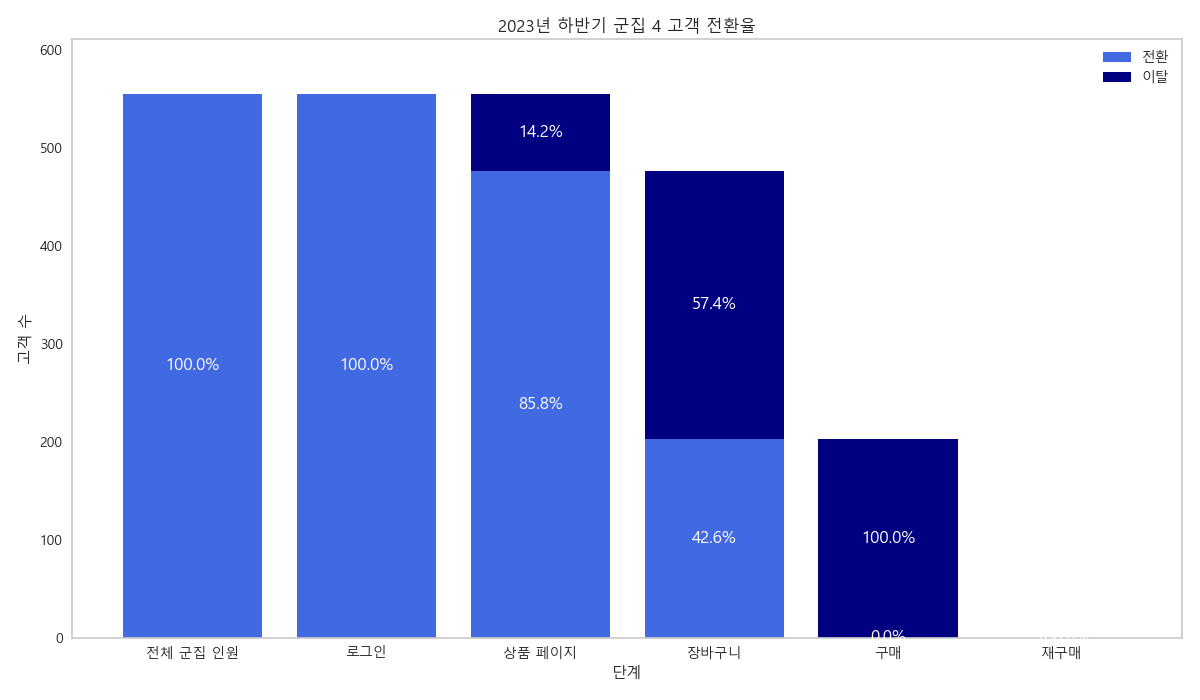 2023년 하반기 군집 4 고객 전환율
전환
이탈
고객 수
600
500
400
300
200
100
0
100.0%
100.0%
14.2%
85.8%
57.4%
42.6%
100.0%
0.0%
전체 군집 인원
로그인
상품 페이지
장바구니
구매
재구매
단계